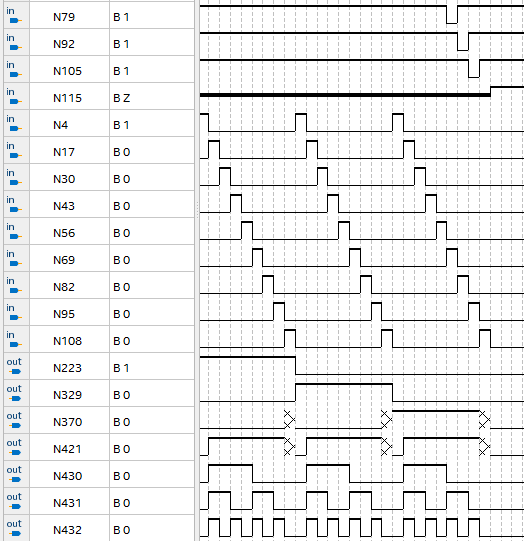 in N79 B 1
in N92 B 1
in N105 B 1
in N115 B Z
in N4 B 1
in N17 B 0
in N30 B 0
in N43 B 0
in N56 B 0
in N69 B 0
in N82 B 0
in N95 B 0
in N108 B 0
out N223 B 1
out N329 B 0
out N370 B 0
out N421 B 0
out N430 B 0
out N431 B 0
out N432 B 0